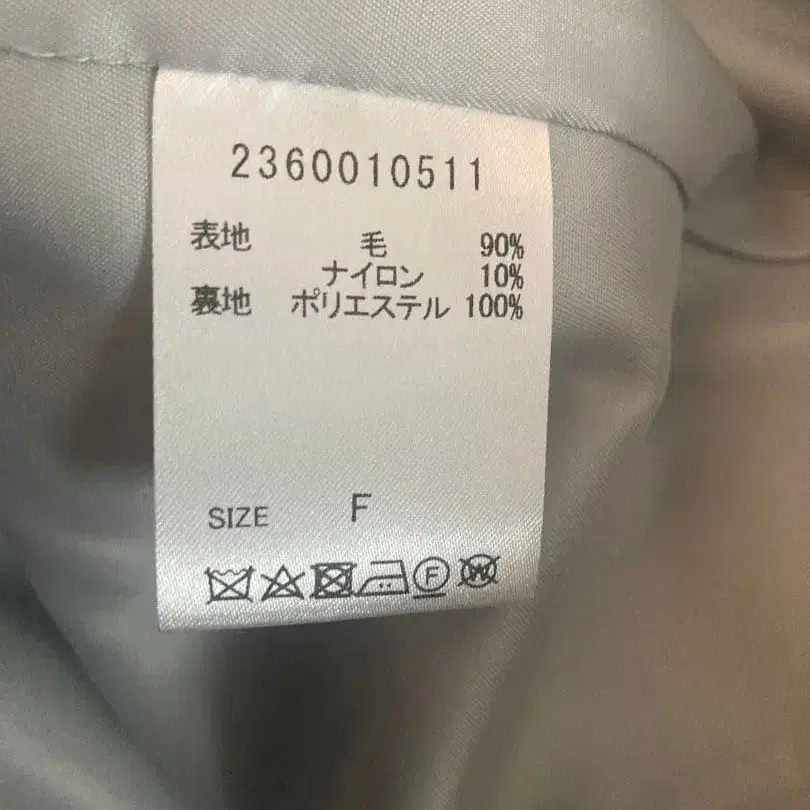 2360010511
表地 毛 90%
ナイロン 10%
裏地 ポリエステル 100%
SIZE F
F W